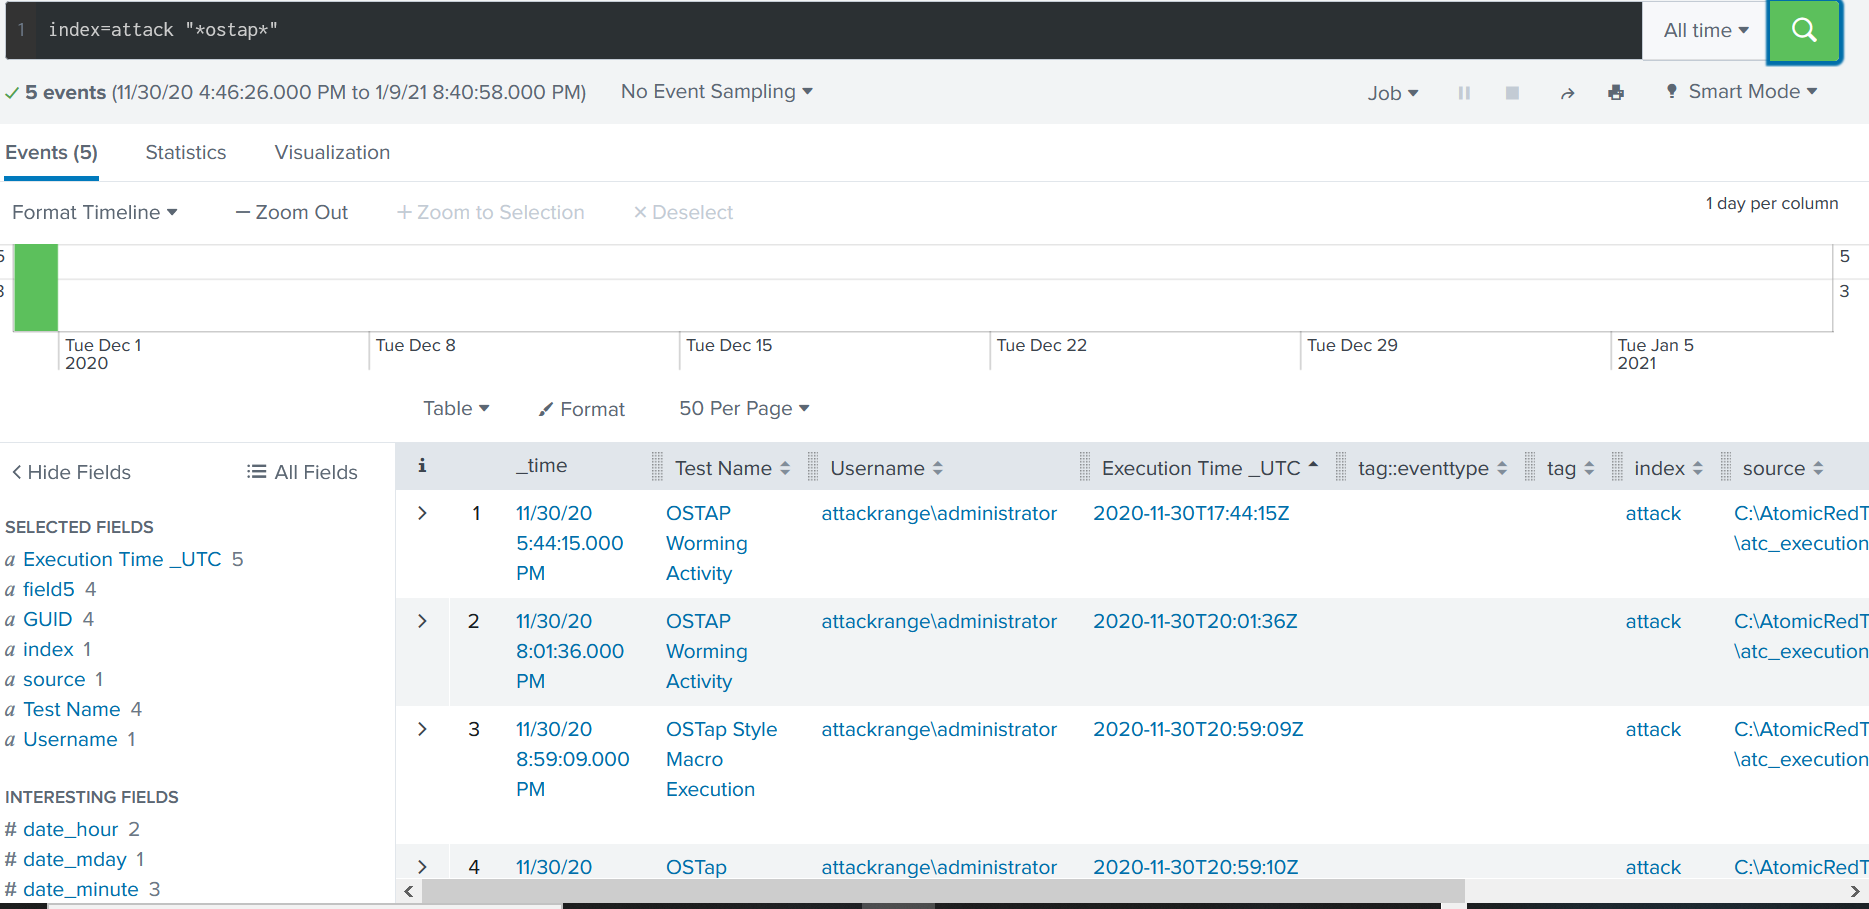 1 index=attack "*ostap*"
All time
5 events (11/30/20 4:46:26.000 PM to 1/9/21 8:40:58.000 PM)
No Event Sampling
Job
Smart Mode
Events (5)
Statistics
Visualization
Format Timeline
— Zoom Out
+ Zoom to Selection
× Deselect
1 day per column
5
3
5
3
Tue Dec 1
2020
Tue Dec 8
Tue Dec 15
Tue Dec 22
Tue Dec 29
Tue Jan 5
2021
Table
Format
50 Per Page
< Hide Fields
All Fields
SELECTED FIELDS
a Execution Time _UTC 5
a field5 4
a GUID 4
a index 1
a source 1
a Test Name 4
a Username 1
INTERESTING FIELDS
# date_hour 2
# date_mday 1
# date_minute 3
i _time Test Name Username Execution Time _UTC tag::eventtype tag index source
> 1 11/30/20 OSTAP attackrange\administrator 2020-11-30T17:44:15Z attack C:\AtomicRedT
5:44:15.000 Worming \atc_execution
PM Activity
> 2 11/30/20 OSTAP attackrange\administrator 2020-11-30T20:01:36Z attack C:\AtomicRedT
8:01:36.000 Worming \atc_execution
PM Activity
> 3 11/30/20 OSTap Style attackrange\administrator 2020-11-30T20:59:09Z attack C:\AtomicRedT
8:59:09.000 Macro \atc_execution
PM Execution
> 4 11/30/20 OSTap attackrange\administrator 2020-11-30T20:59:10Z attack C:\AtomicRedT